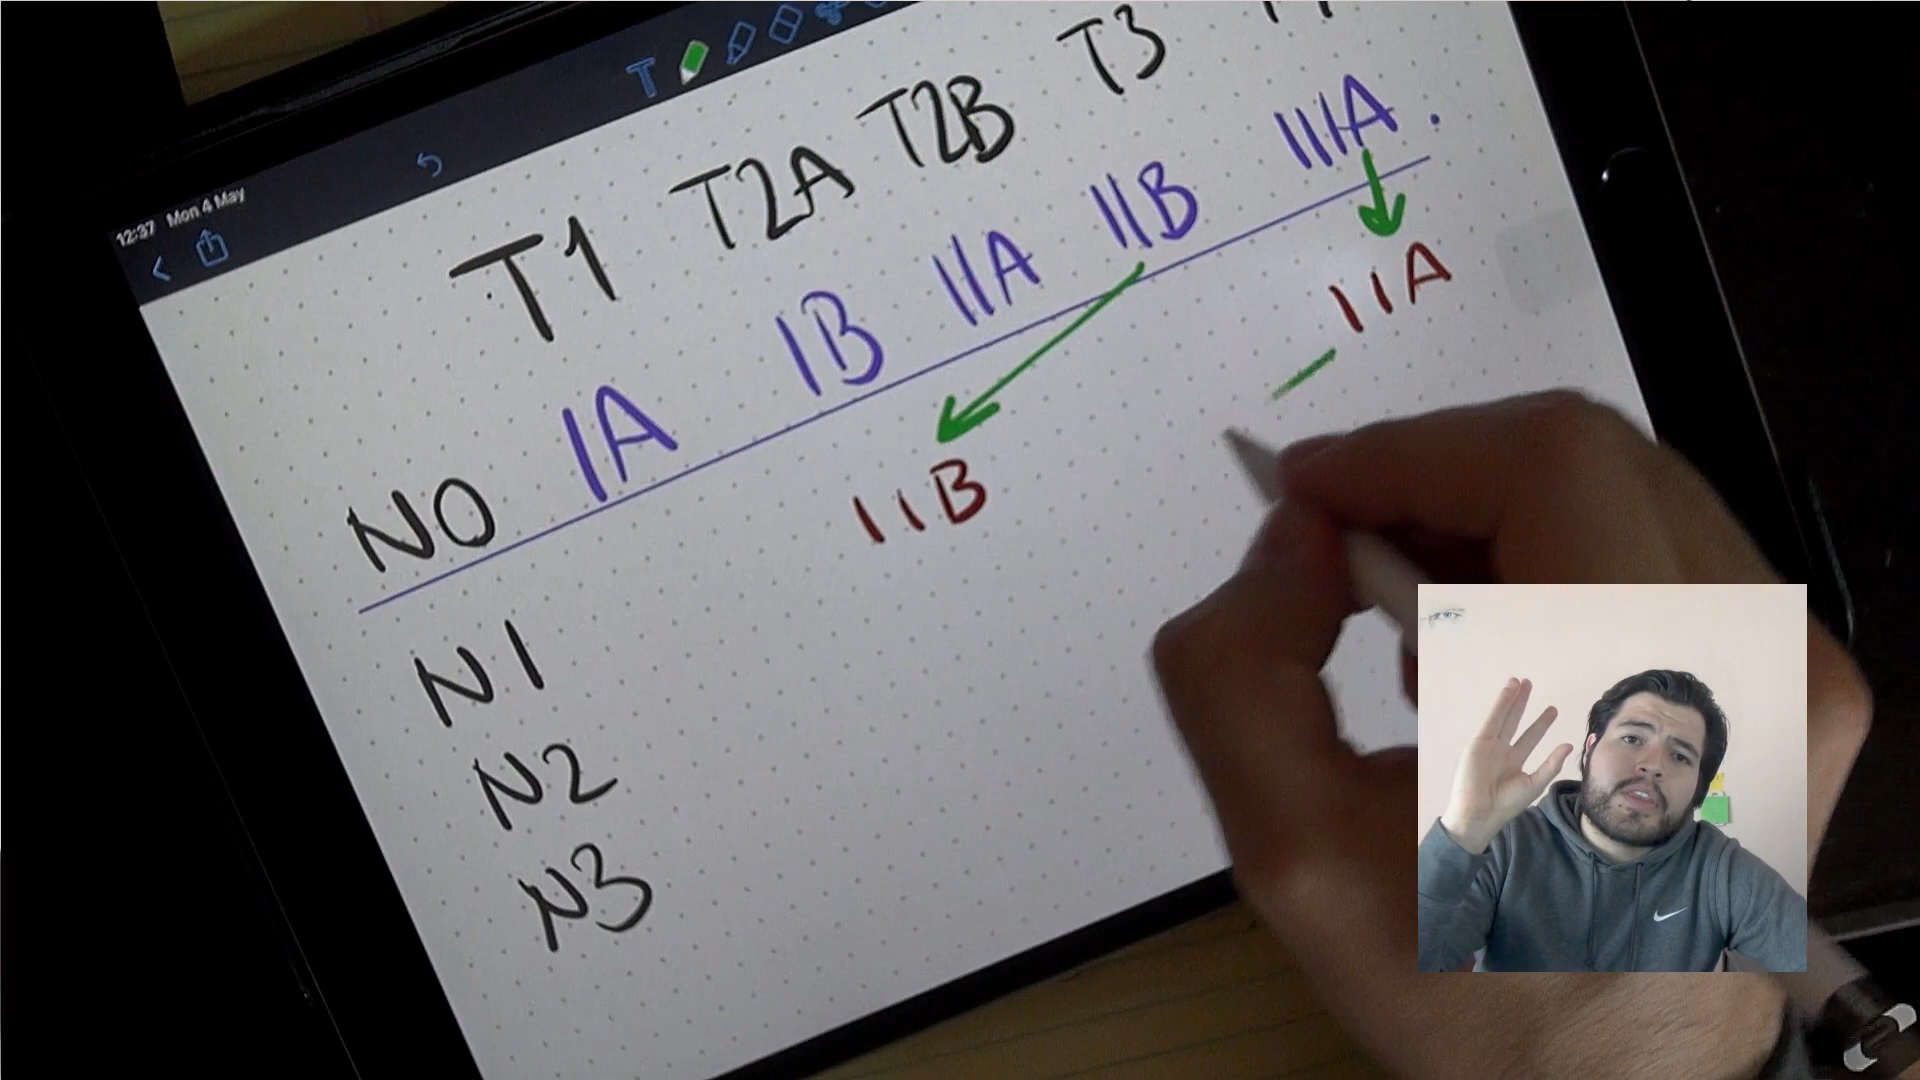 12:37 Mon 4 May
T
T1 T2A T2B T3
N0 IA IB IIA IIB IIIA.
IIB IIA
N1
N2
N3